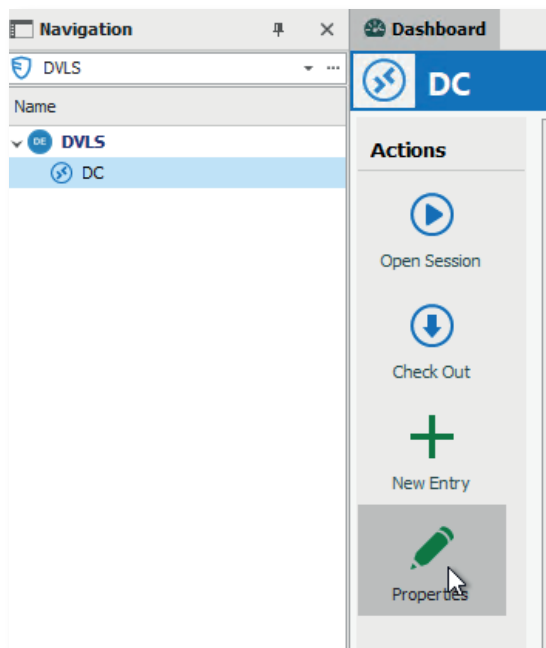 Navigation
DVLS
Name
DE DVLS
DC
Dashboard
DC
Actions
Open Session
Check Out
New Entry
Properties